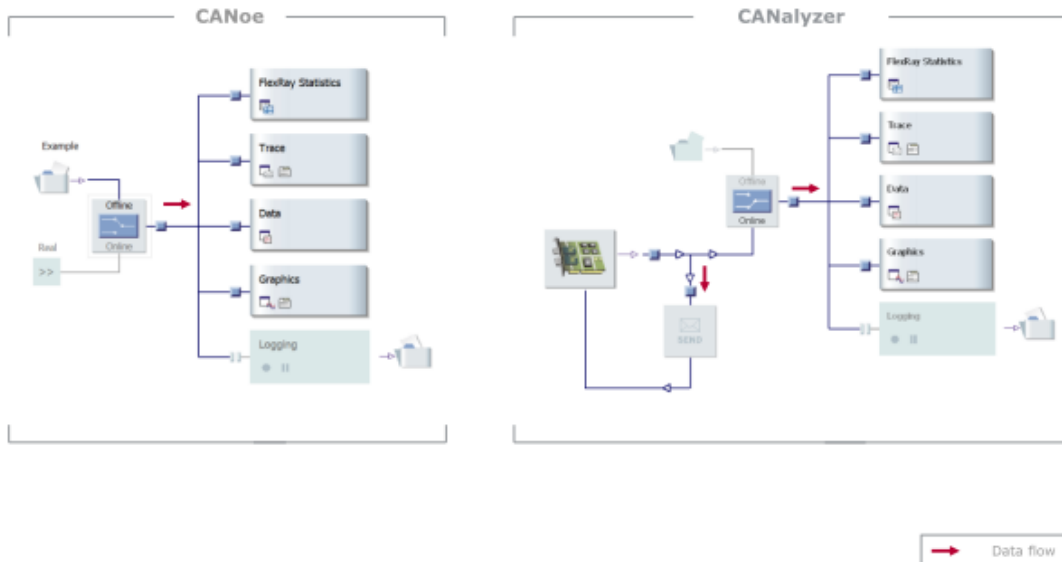 CANoe
FlexRay Statistics
Example
Trace
Offline
Data
Online
Real
>>
Graphics
Logging
CANalyzer
FlexRay Statistics
Trace
Offline
Data
Online
Graphics
SEND
Logging
Data flow